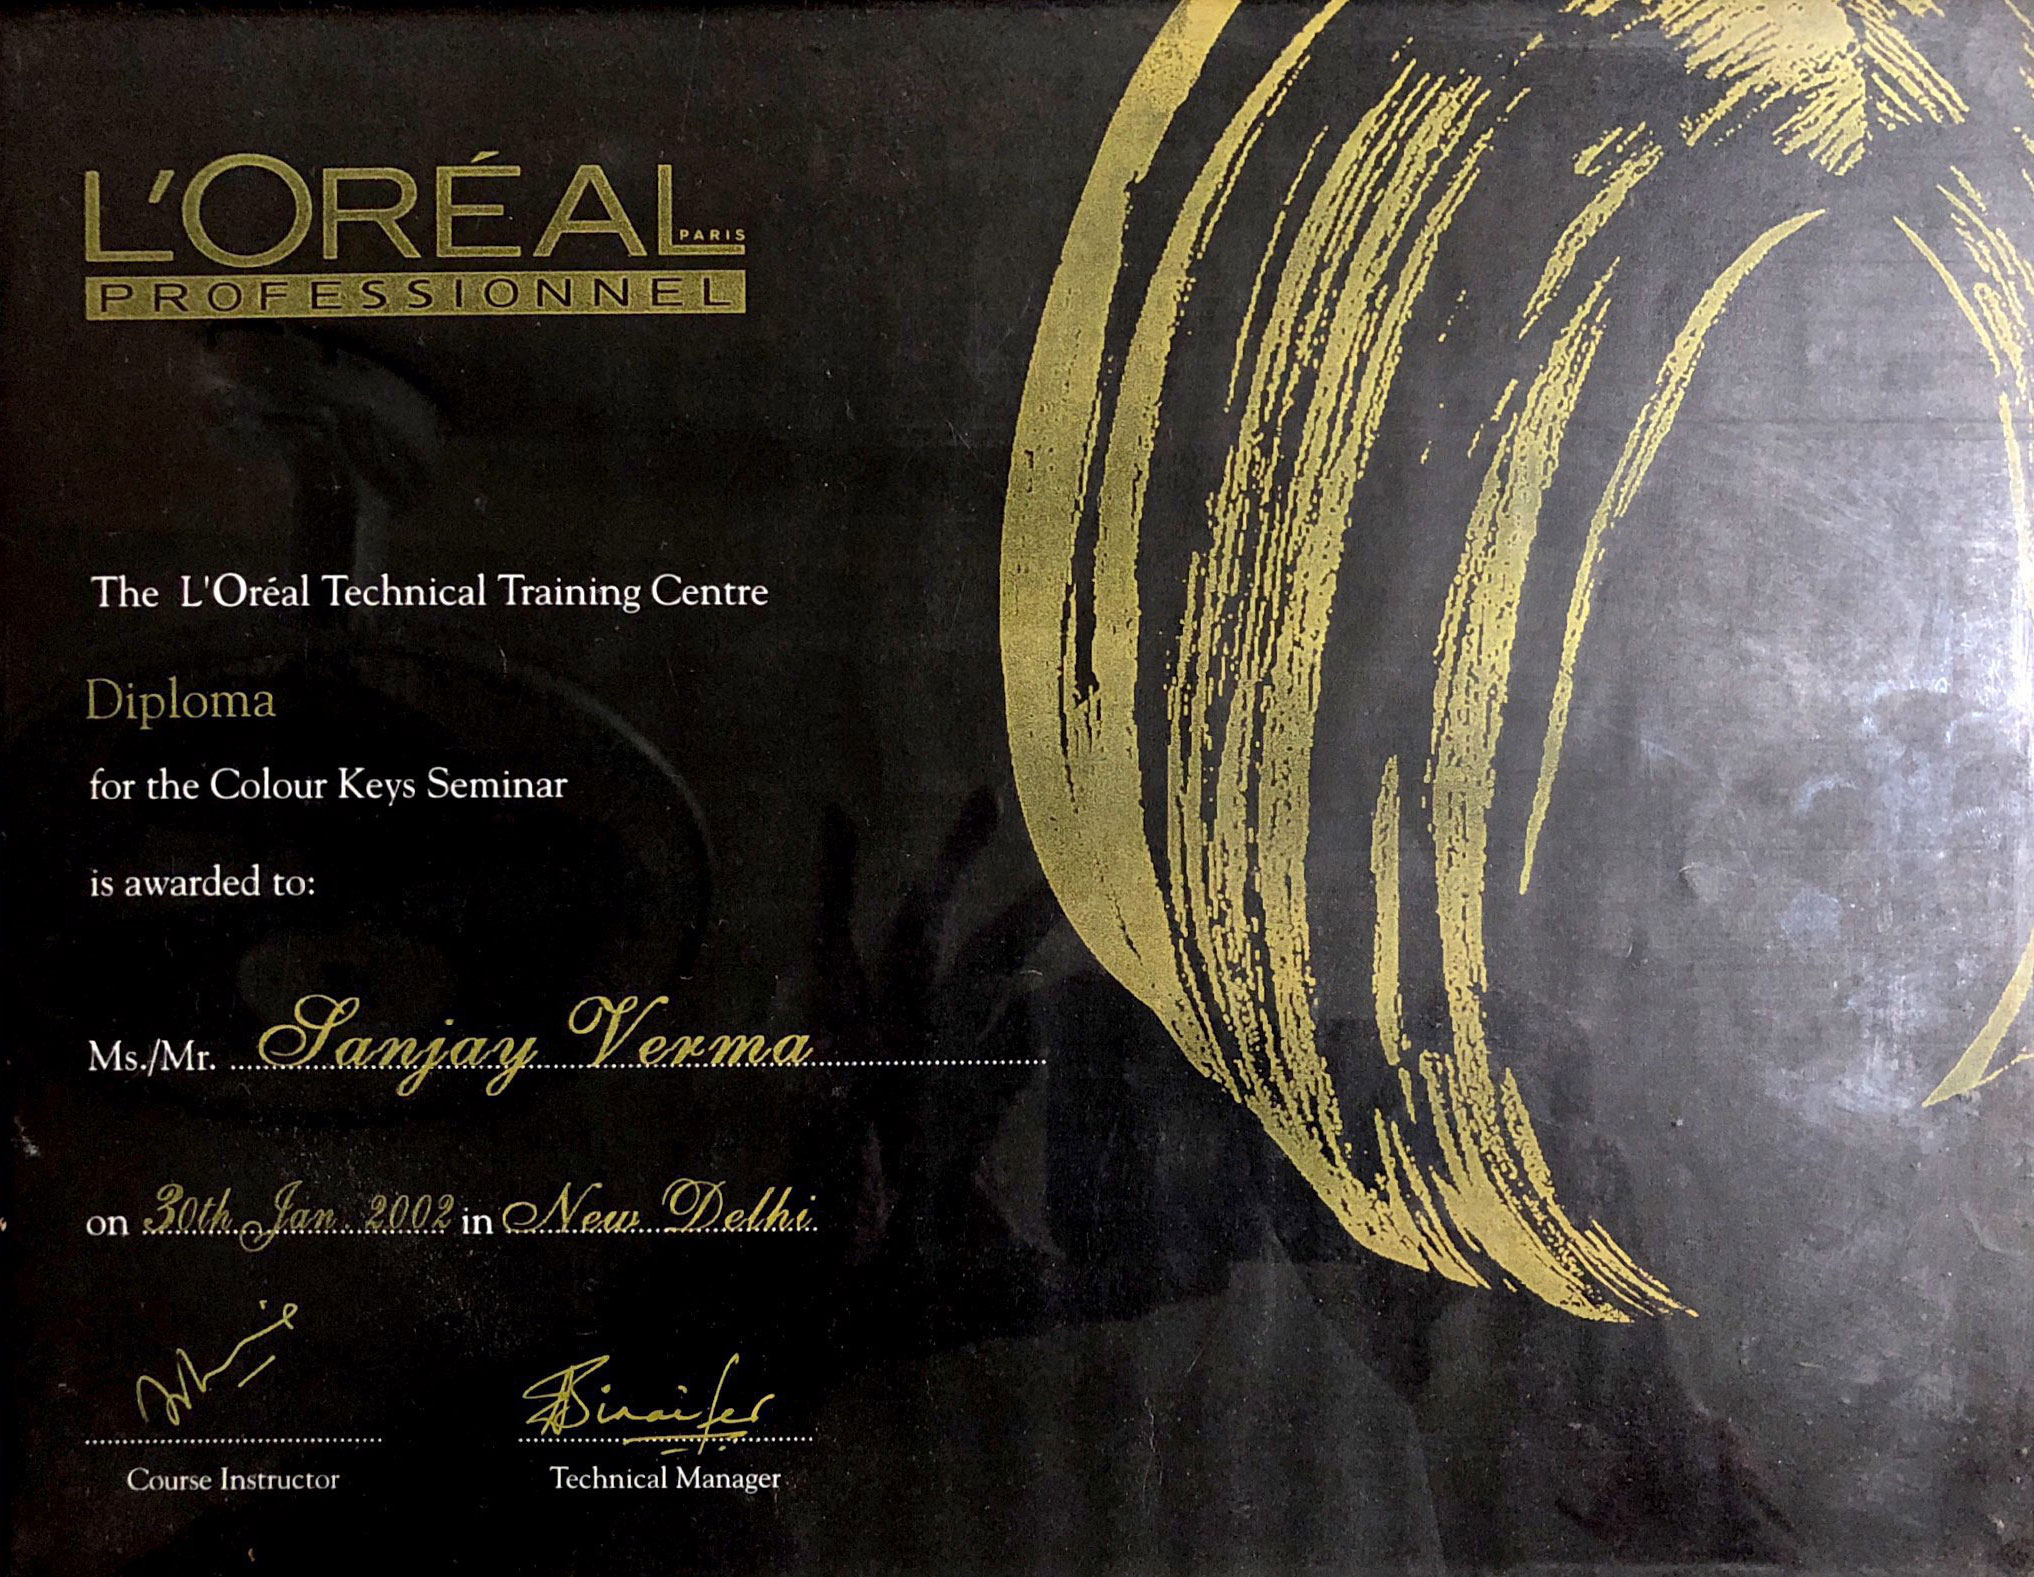 L'ORÉAL
PARIS
PROFESSIONNEL
The L'Oréal Technical Training Centre
Diploma
for the Colour Keys Seminar
is awarded to:
Ms./Mr. Sanjay Verma
on 30th Jan. 2002 in New Delhi.
Binaifer
Course Instructor Technical Manager